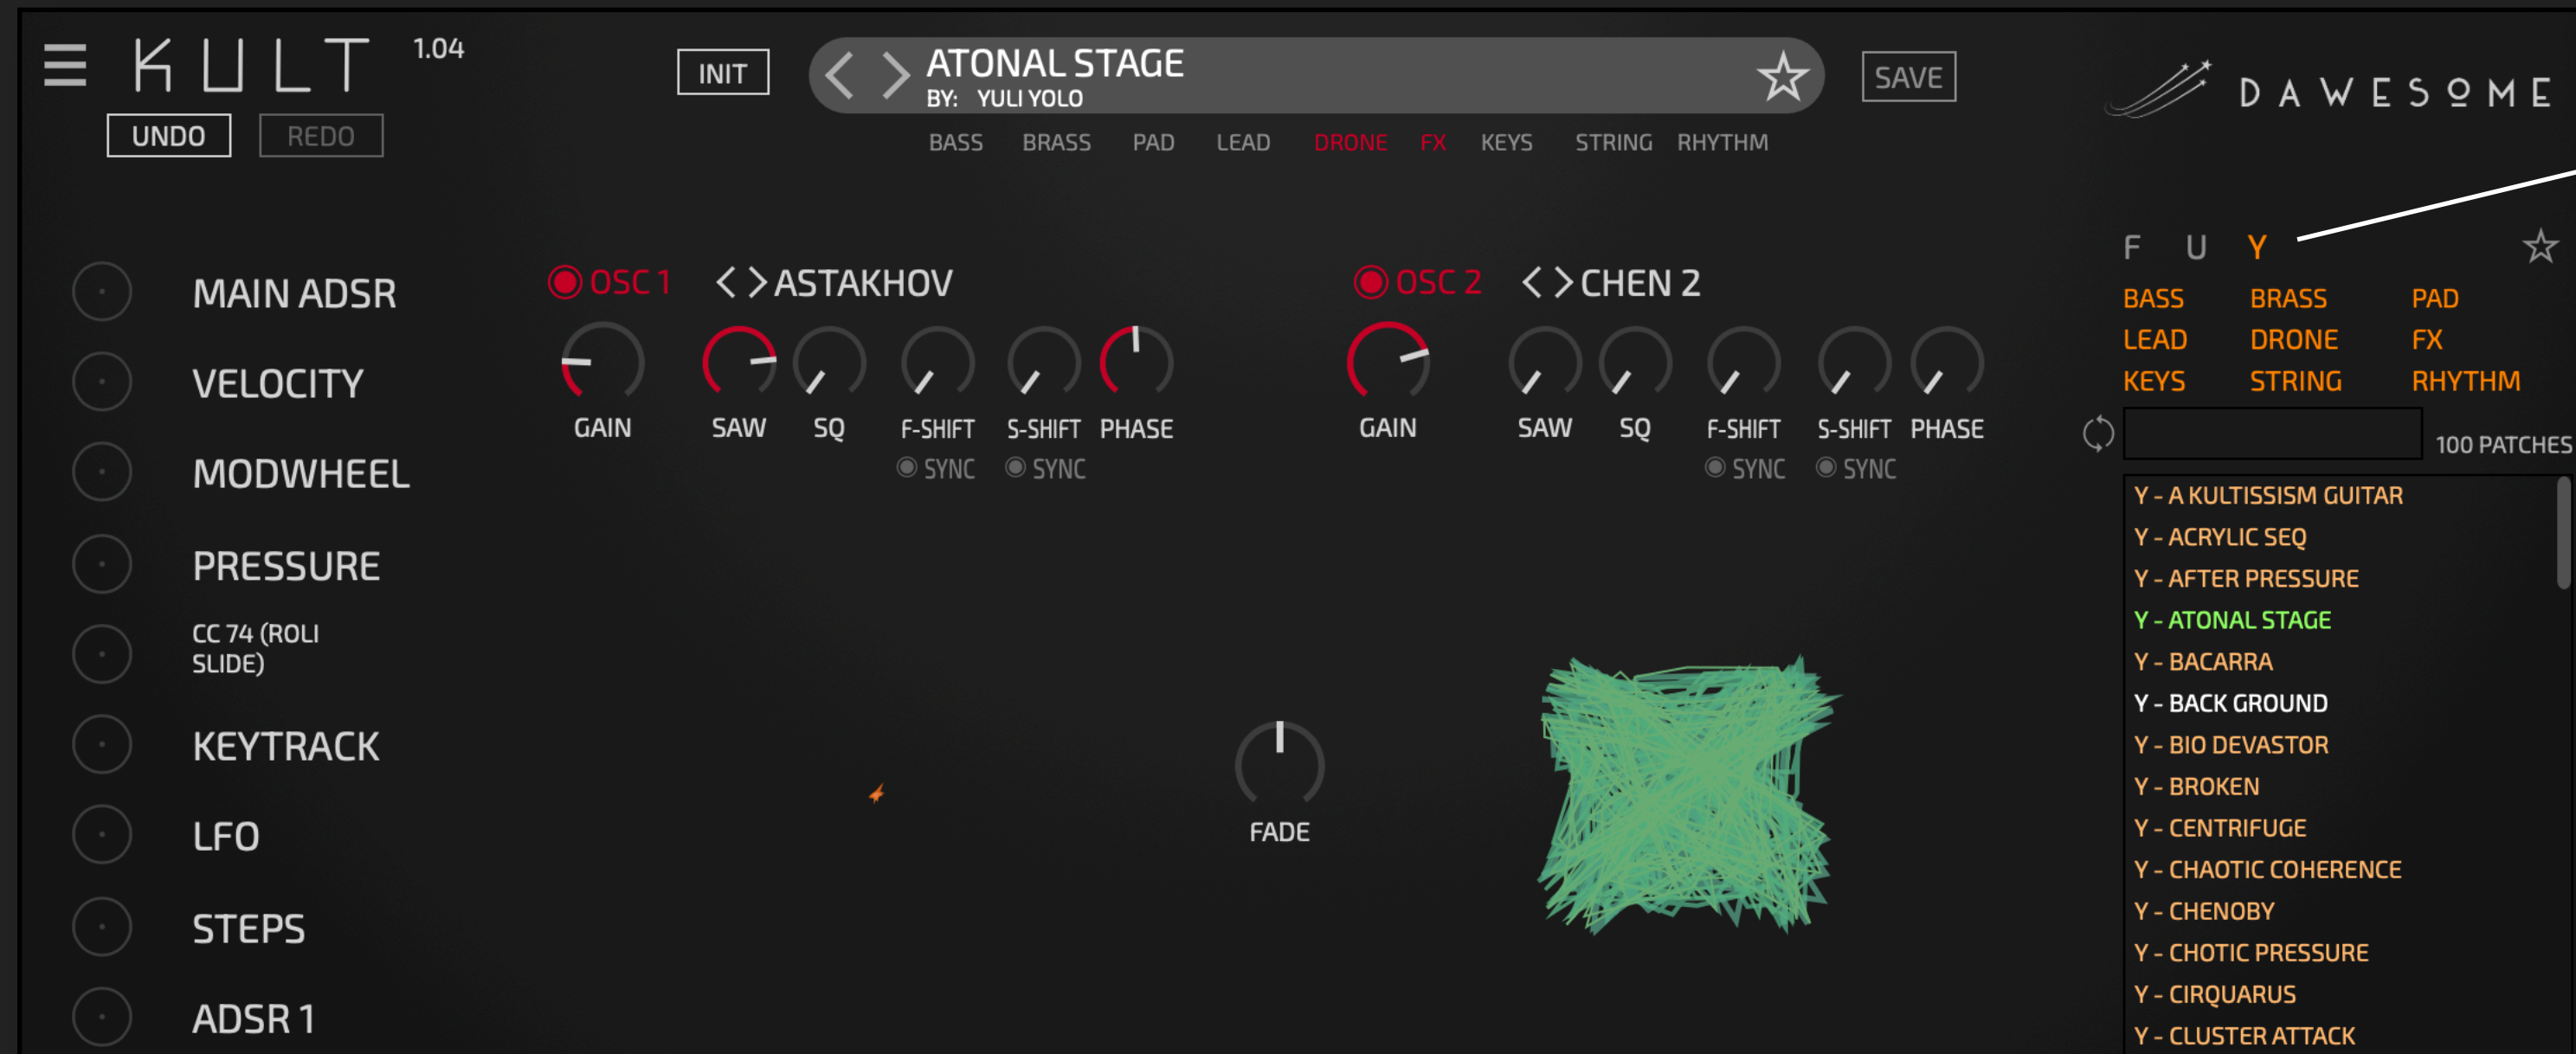 KULT 1.04
UNDO REDO
INIT
ATONAL STAGE
BY: YULI YOLO
SAVE
DAWESOME
BASS BRASS PAD LEAD DRONE FX KEYS STRING RHYTHM
MAIN ADSR
VELOCITY
MODWHEEL
PRESSURE
CC 74 (ROLI
SLIDE)
KEYTRACK
LFO
STEPS
ADSR 1
OSC 1 < > ASTAKHOV
GAIN SAW SQ F-SHIFT S-SHIFT PHASE
SYNC SYNC
OSC 2 < > CHEN 2
GAIN SAW SQ F-SHIFT S-SHIFT PHASE
SYNC SYNC
FADE
F U Y
BASS BRASS PAD
LEAD DRONE FX
KEYS STRING RHYTHM
100 PATCHES
Y - A KULTISSISM GUITAR
Y - ACRYLIC SEQ
Y - AFTER PRESSURE
Y - ATONAL STAGE
Y - BACARRA
Y - BACK GROUND
Y - BIO DEVASTOR
Y - BROKEN
Y - CENTRIFUGE
Y - CHAOTIC COHERENCE
Y - CHENOBY
Y - CHOTIC PRESSURE
Y - CIRQUARUS
Y - CLUSTER ATTACK